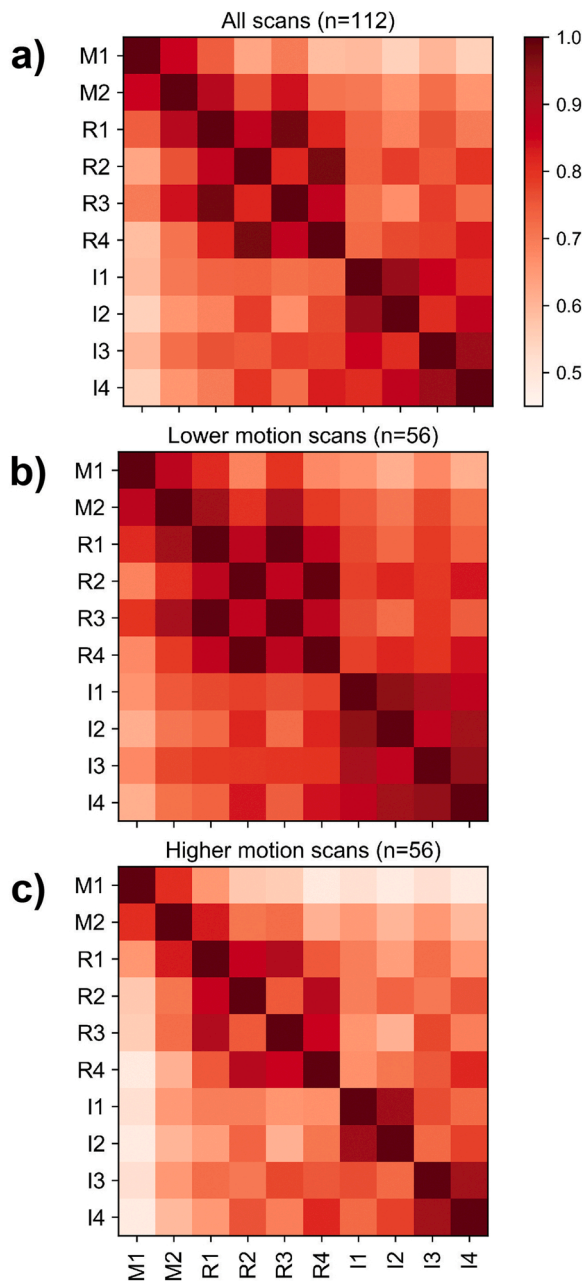 All scans (n=112)
a)
M1
M2
R1
R2
R3
R4
I1
I2
I3
I4
1.0
0.9
0.8
0.7
0.6
0.5
Lower motion scans (n=56)
b)
M1
M2
R1
R2
R3
R4
I1
I2
I3
I4
Higher motion scans (n=56)
c)
M1
M2
R1
R2
R3
R4
I1
I2
I3
I4
M1 M2 R1 R2 R3 R4 I1 I2 I3 I4